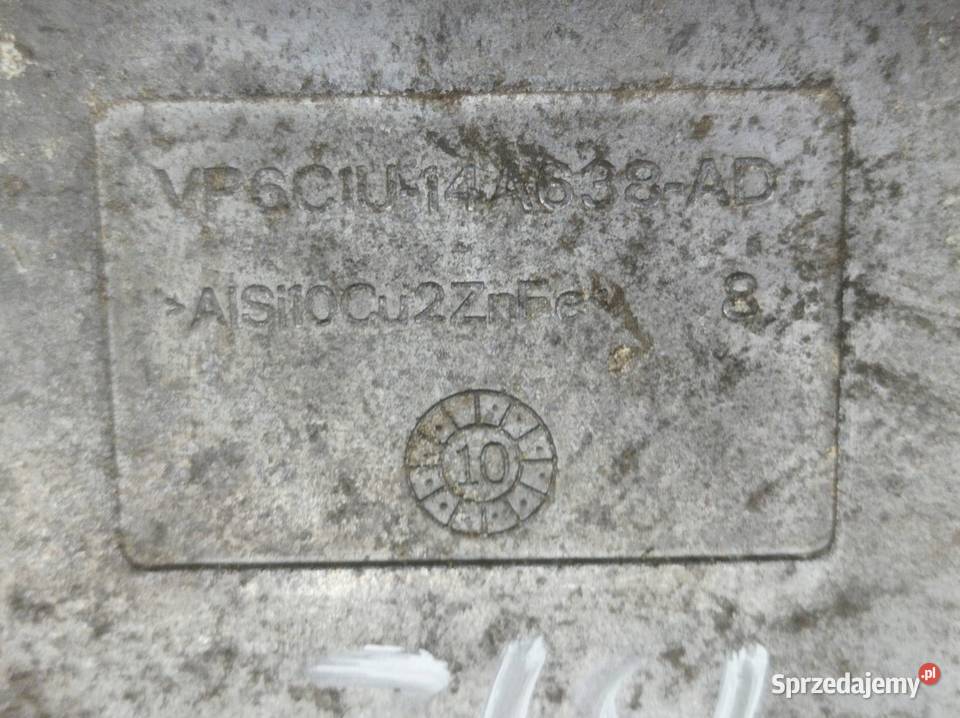 VP6C1U-14A638-AD
>AlSi10Cu2ZnFe< 8
10
Sprzedajemy.pl